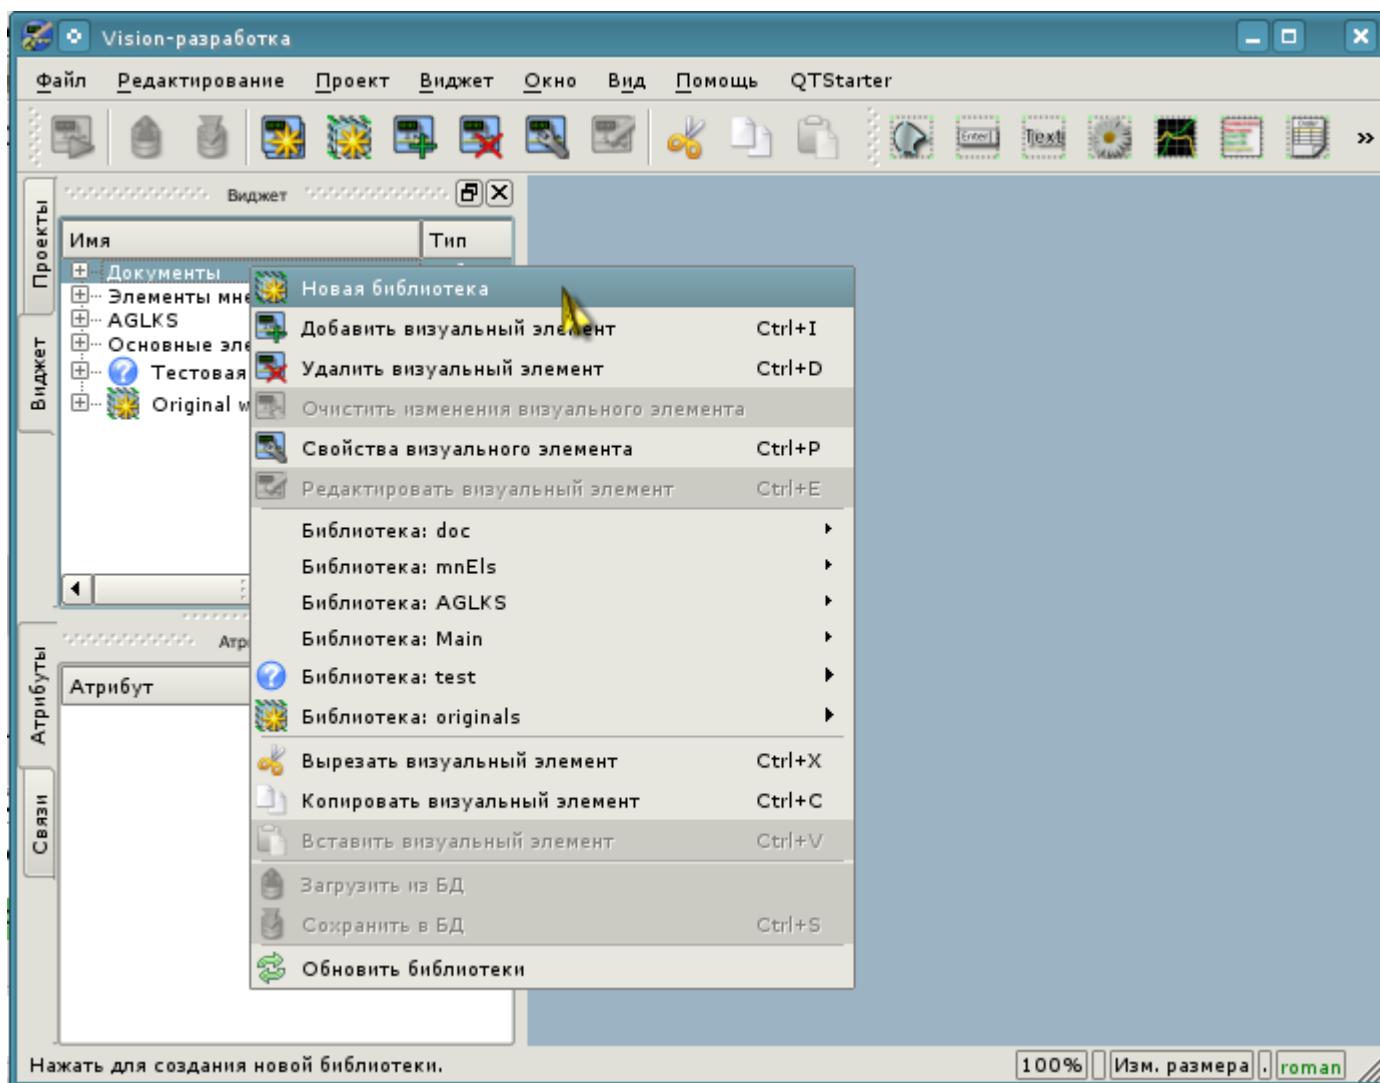 Vision-разработка
Файл Редактирование Проект Виджет Окно Вид Помощь QTStarter
Enter Text »
Проекты
Виджет
Виджет
Имя Тип
Документы
Элементы
AGLKS
Основные
Тестовая
Original
Новая библиотека
Добавить визуальный элемент Ctrl+I
Удалить визуальный элемент Ctrl+D
Очистить изменения визуального элемента
Свойства визуального элемента Ctrl+P
Редактировать визуальный элемент Ctrl+E
Библиотека: doc
Библиотека: mnEls
Библиотека: AGLKS
Библиотека: Main
Библиотека: test
Библиотека: originals
Вырезать визуальный элемент Ctrl+X
Копировать визуальный элемент Ctrl+C
Вставить визуальный элемент Ctrl+V
Загрузить из БД
Сохранить в БД Ctrl+S
Обновить библиотеки
Атрибуты
Связи
Атрибут
Нажать для создания новой библиотеки.
100% Изм. размера . roman